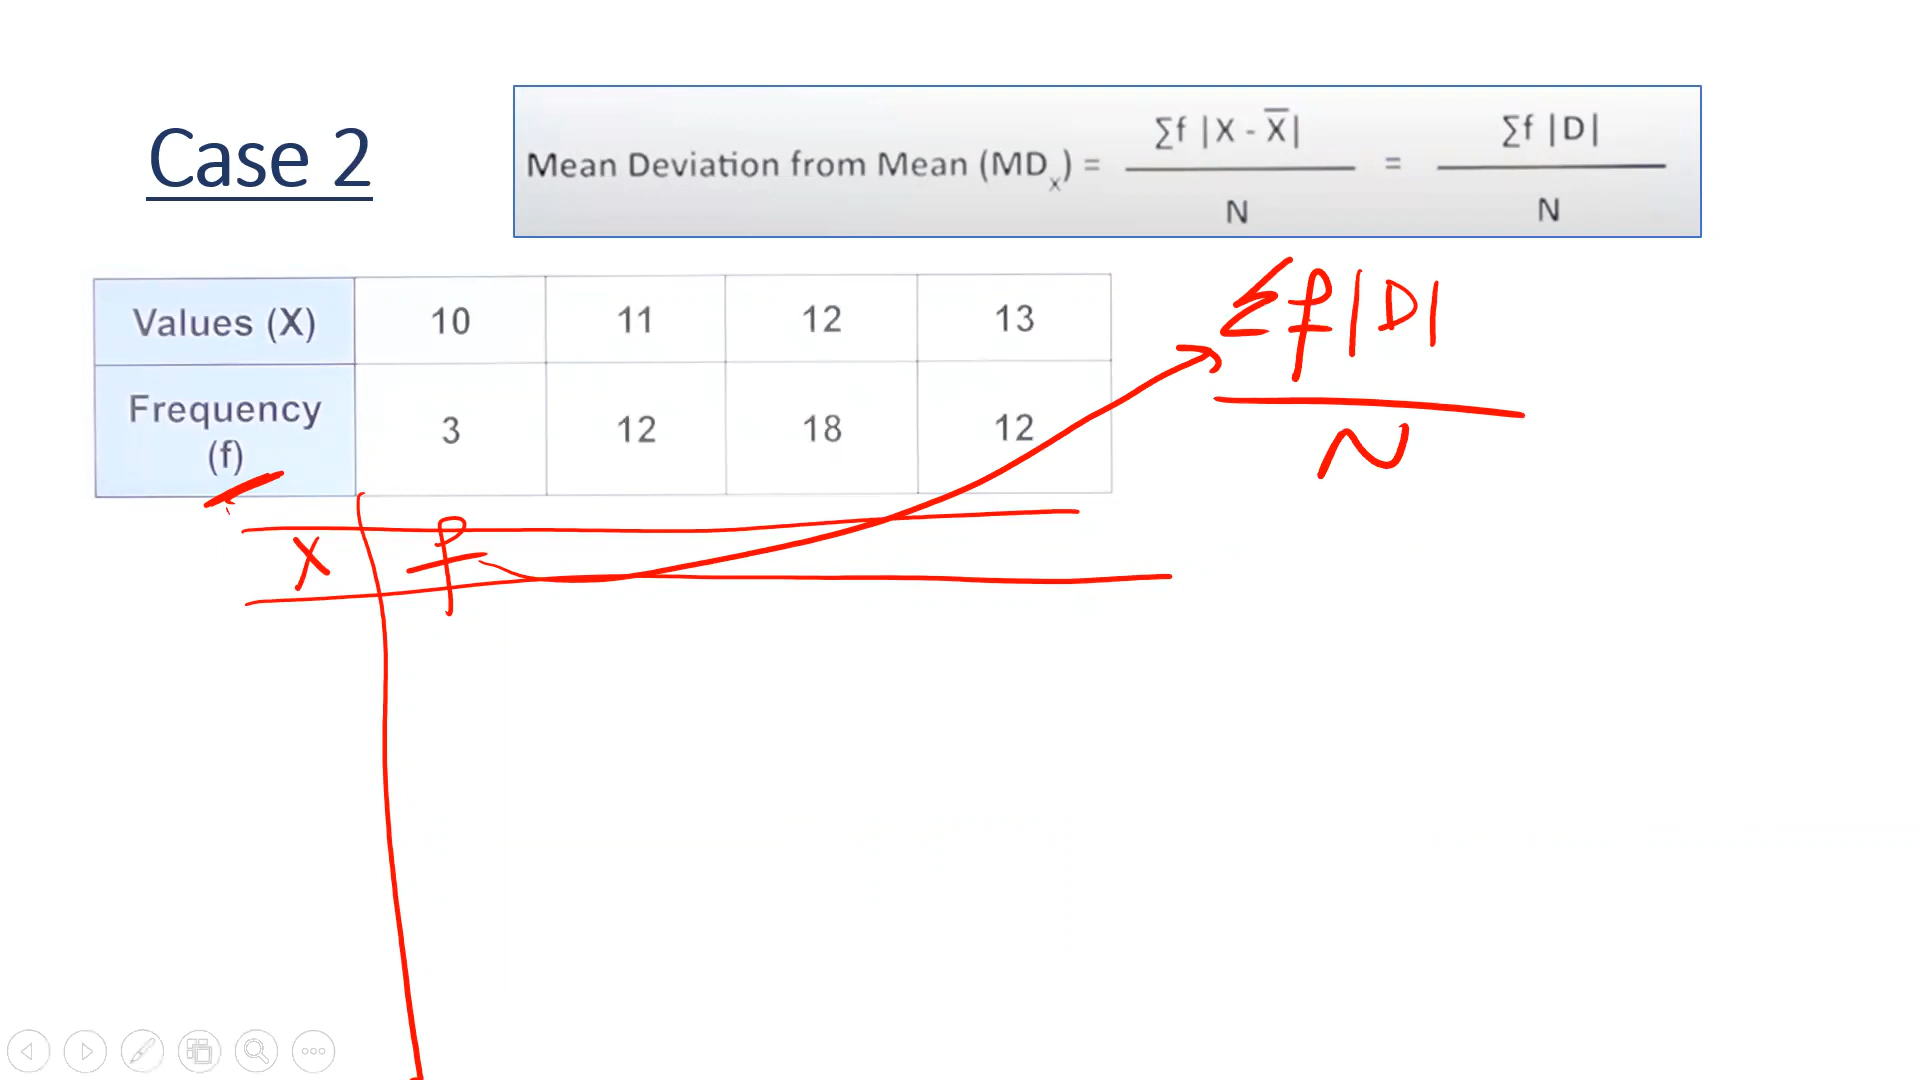 Case 2
Mean Deviation from Mean (MDx) = ∑f |X - X̅| / N = ∑f |D| / N
Values (X) 10 11 12 13
Frequency (f) 3 12 18 12
∑f|D|
N
X f